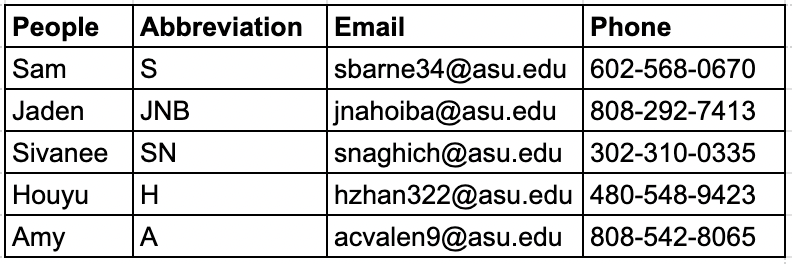 People Abbreviation Email Phone
Sam S sbarne34@asu.edu 602-568-0670
Jaden JNB jnahoiba@asu.edu 808-292-7413
Sivanee SN snaghich@asu.edu 302-310-0335
Houyu H hzhan322@asu.edu 480-548-9423
Amy A acvalen9@asu.edu 808-542-8065